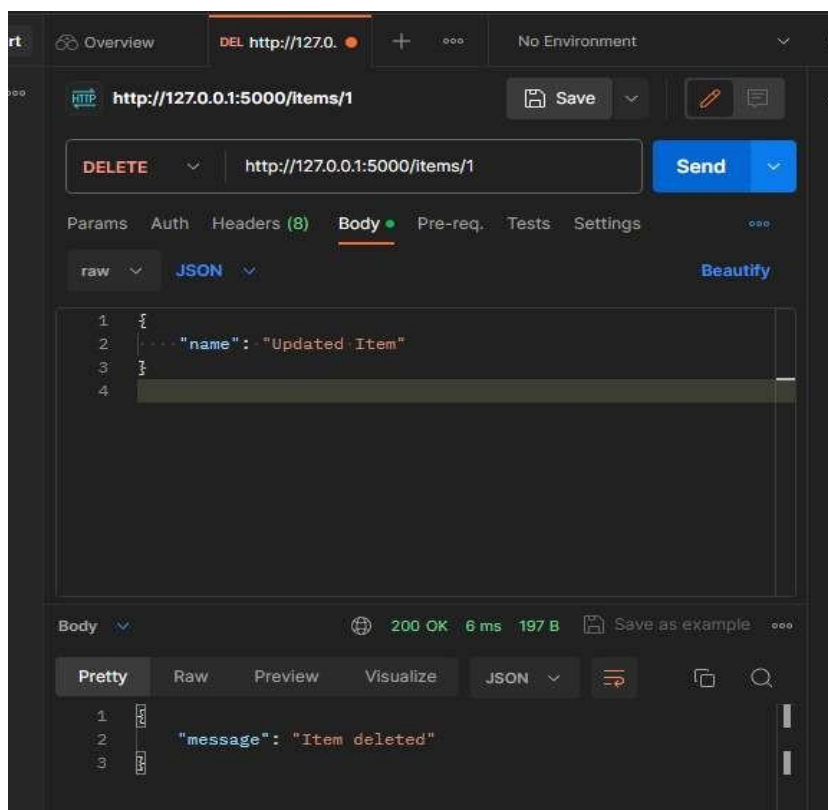 rt Overview DEL http://127.0. No Environment
HTTP http://127.0.0.1:5000/items/1 Save
DELETE http://127.0.0.1:5000/items/1 Send
Params Auth Headers (8) Body Pre-req. Tests Settings
raw JSON Beautify
1 {
2 "name": "Updated Item"
3 }
4
Body 200 OK 6 ms 197 B Save as example
Pretty Raw Preview Visualize JSON
1 {
2 "message": "Item deleted"
3 }